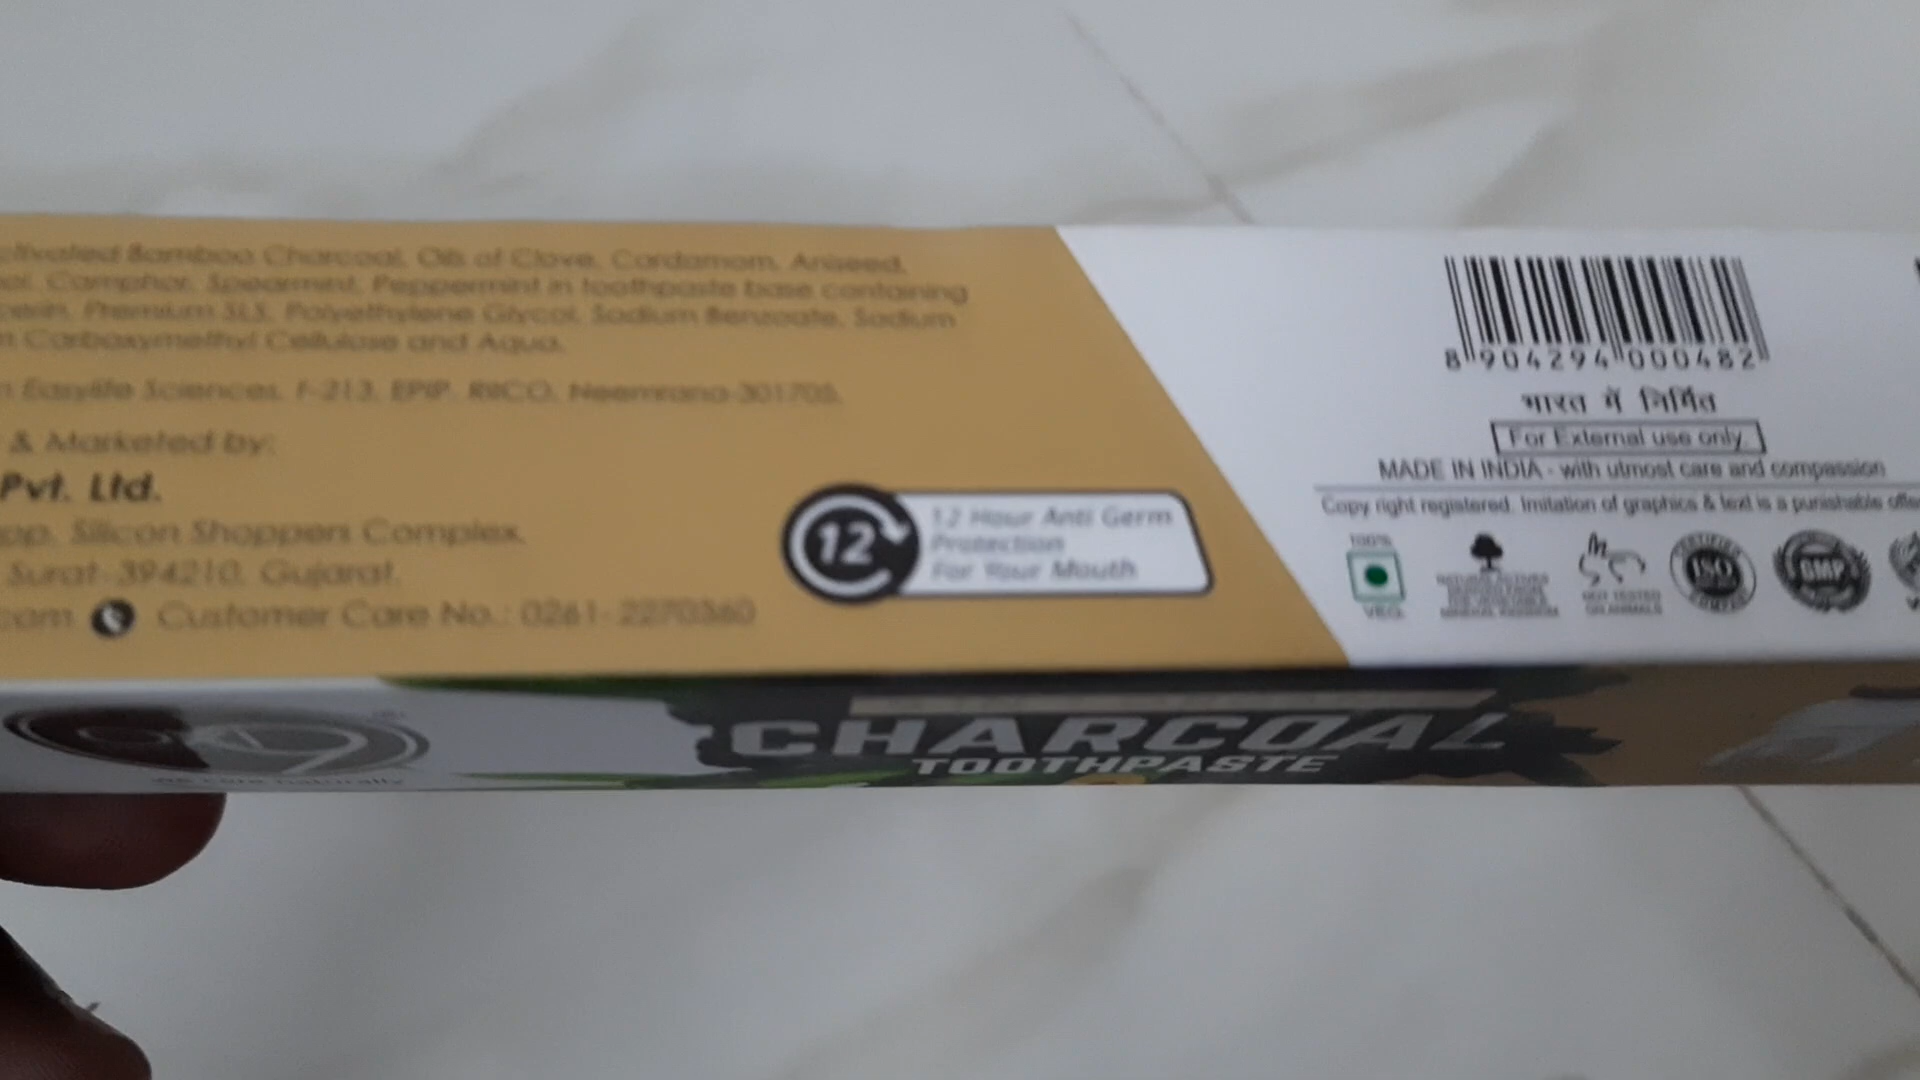 Bamboo Charcoal, Oils of Clove, Cardamom, Aniseed,
Camphor, Spearmint, Peppermint in toothpaste base containing
Premium SLS, Polyethylene Glycol, Sodium Benzoate, Sodium
Carboxymethyl Cellulose and Aqua.
Easylife Sciences, F-213, EPIP, RIICO, Neemrana-301705.
& Marketed by:
Pvt. Ltd.
Silicon Shoppers Complex,
Surat-394210, Gujarat.
Customer Care No.: 0261-2270360
12
12 Hour Anti Germ
Protection
For Your Mouth
8 904294 000482
भारत में निर्मित
For External use only.
MADE IN INDIA - with utmost care and compassion
Copy right registered. Imitation of graphics & text is a punishable
100%
VEG.
NOT TESTED
ON ANIMALS
ISO
GMP
CHARCOAL
TOOTHPASTE
naturally